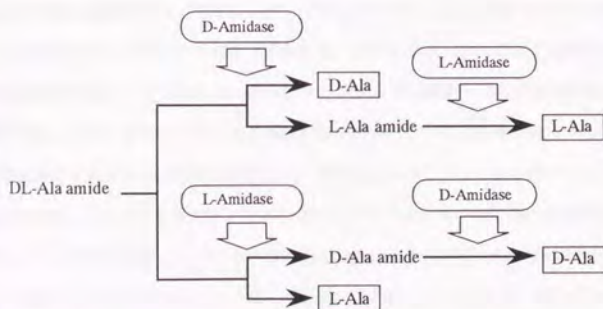 D-Amidase
L-Amidase
D-Ala
L-Ala amide
L-Ala
DL-Ala amide
L-Amidase
D-Amidase
D-Ala amide
D-Ala
L-Ala